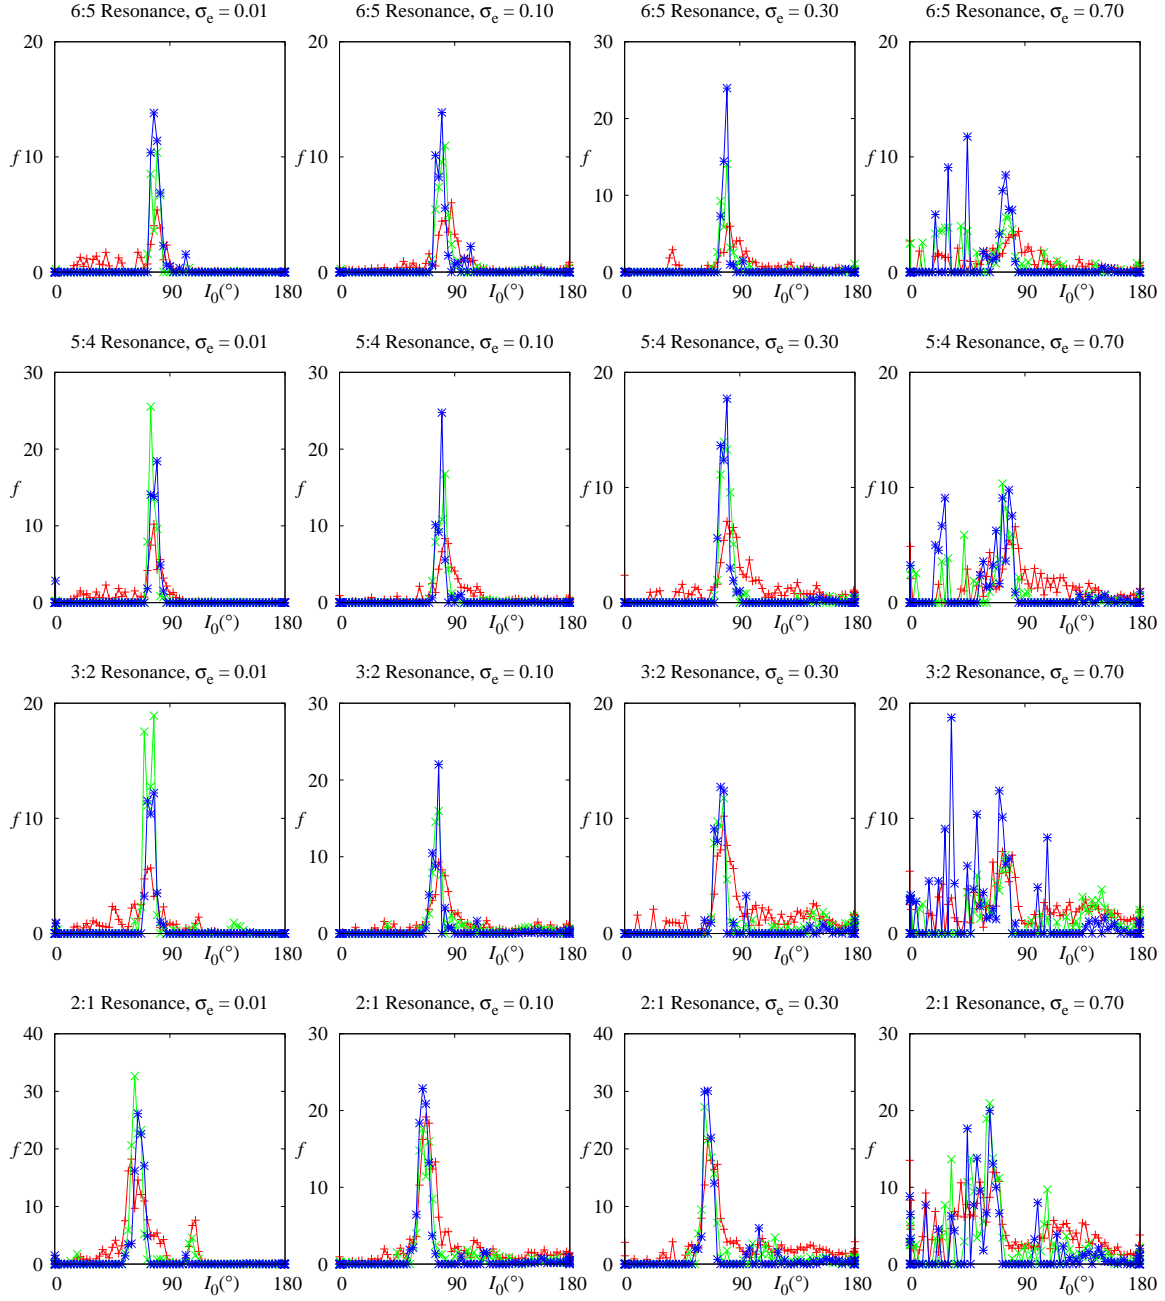 6:5 Resonance, σe = 0.01 6:5 Resonance, σe = 0.10 6:5 Resonance, σe = 0.30 6:5 Resonance, σe = 0.70
20 20 30 20
20
f 10 f 10 f f 10
10
0 0 0 0
0 90 I0(°) 180 0 90 I0(°) 180 0 90 I0(°) 180 0 90 I0(°) 180
5:4 Resonance, σe = 0.01 5:4 Resonance, σe = 0.10 5:4 Resonance, σe = 0.30 5:4 Resonance, σe = 0.70
30 30 20 20
20 20
f f f 10 f 10
10 10
0 0 0 0
0 90 I0(°) 180 0 90 I0(°) 180 0 90 I0(°) 180 0 90 I0(°) 180
3:2 Resonance, σe = 0.01 3:2 Resonance, σe = 0.10 3:2 Resonance, σe = 0.30 3:2 Resonance, σe = 0.70
20 30 20 20
20
f 10 f f 10 f 10
10
0 0 0 0
0 90 I0(°) 180 0 90 I0(°) 180 0 90 I0(°) 180 0 90 I0(°) 180
2:1 Resonance, σe = 0.01 2:1 Resonance, σe = 0.10 2:1 Resonance, σe = 0.30 2:1 Resonance, σe = 0.70
40 30 40 30
30 20 30 20
f 20 f f 20 f
10 10 10 10
0 0 0 0
0 90 I0(°) 180 0 90 I0(°) 180 0 90 I0(°) 180 0 90 I0(°) 180